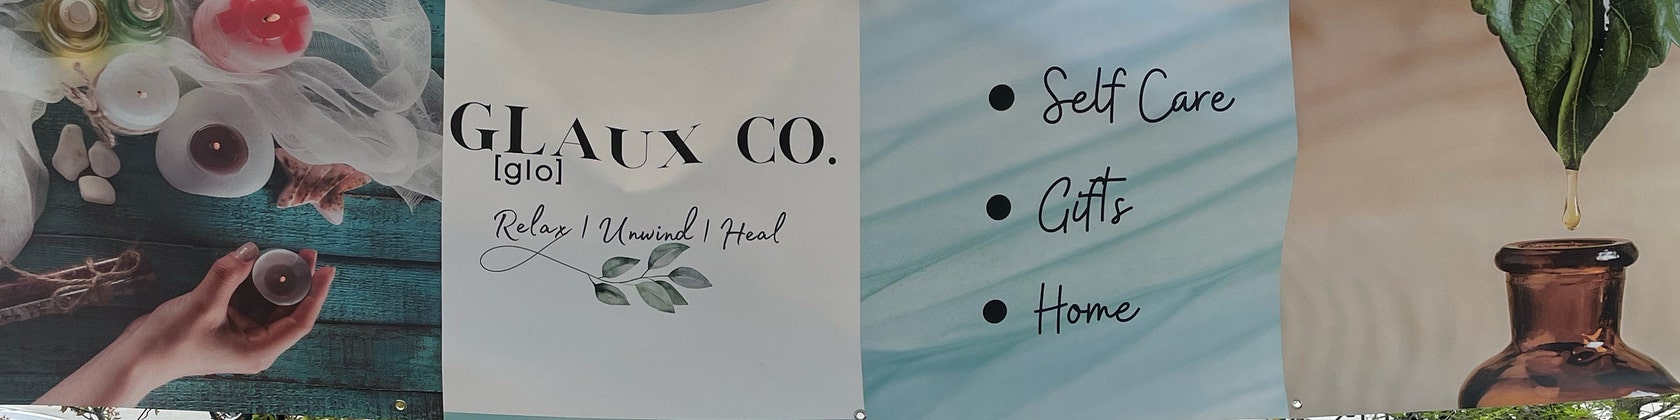 GLAUX CO.
[glo]
Relax | Unwind | Heal
• Self Care
• Gifts
• Home